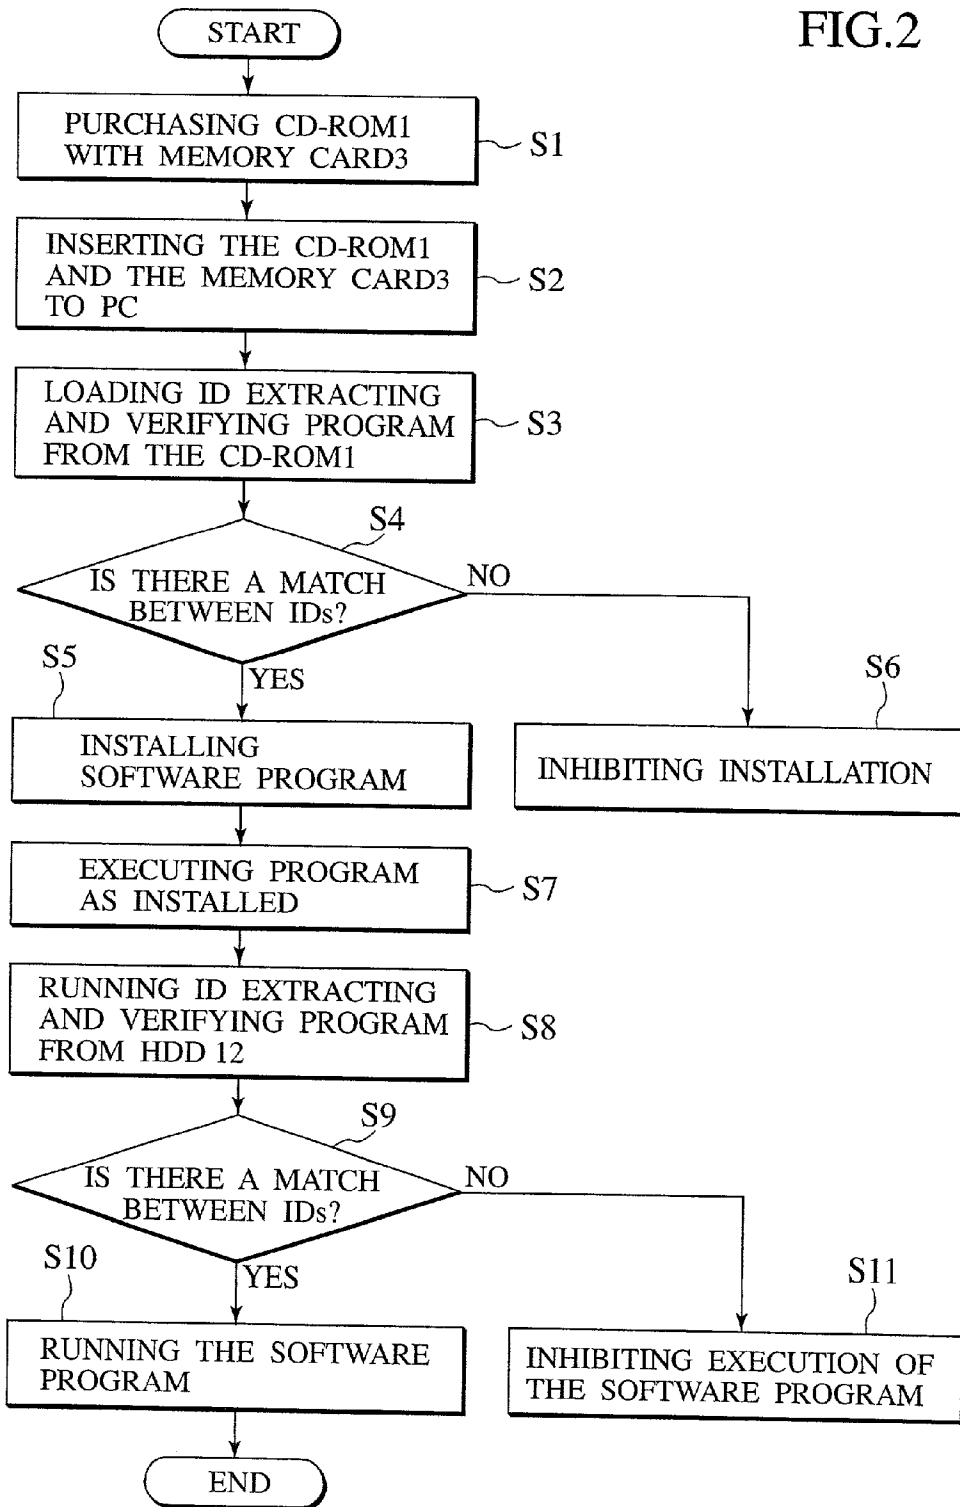 FIG.2
START
PURCHASING CD-ROM1
WITH MEMORY CARD3
S1
INSERTING THE CD-ROM1
AND THE MEMORY CARD3
TO PC
S2
LOADING ID EXTRACTING
AND VERIFYING PROGRAM
FROM THE CD-ROM1
S3
S4
IS THERE A MATCH
BETWEEN IDs?
NO
YES
S5
INSTALLING
SOFTWARE PROGRAM
S6
INHIBITING INSTALLATION
EXECUTING PROGRAM
AS INSTALLED
S7
RUNNING ID EXTRACTING
AND VERIFYING PROGRAM
FROM HDD 12
S8
S9
IS THERE A MATCH
BETWEEN IDs?
NO
YES
S10
RUNNING THE SOFTWARE
PROGRAM
S11
INHIBITING EXECUTION OF
THE SOFTWARE PROGRAM
END